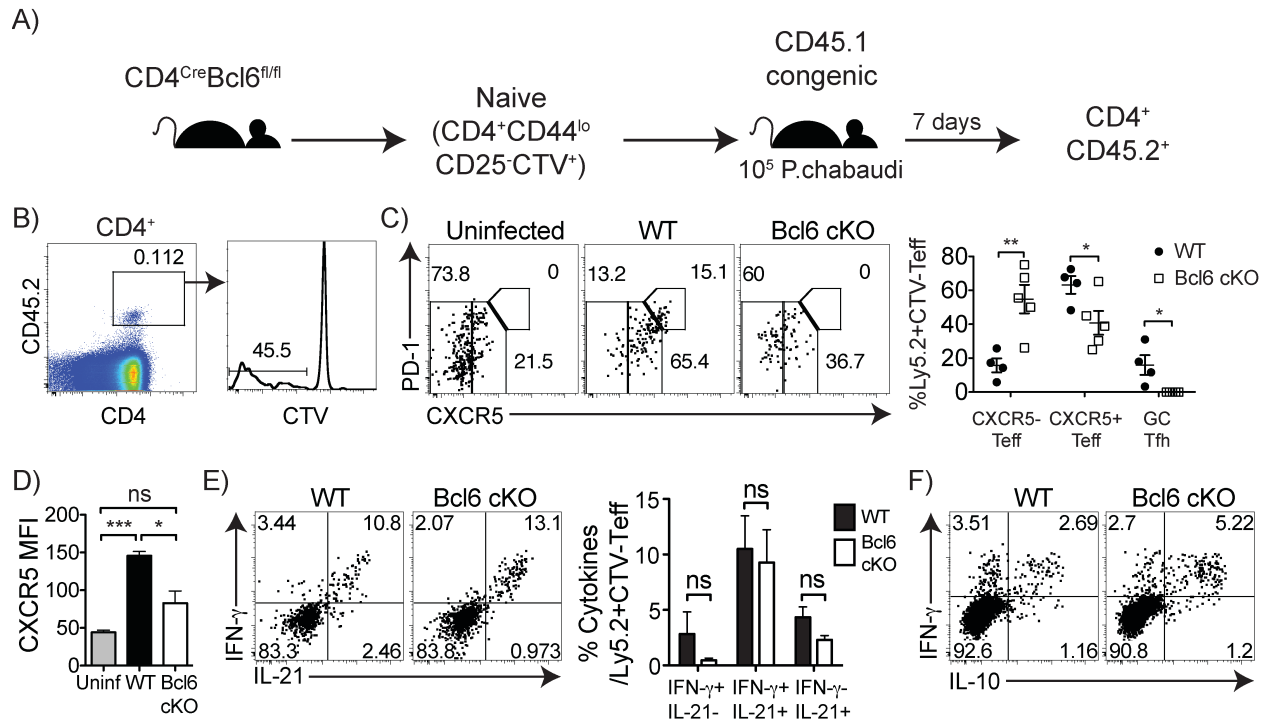 A)
CD4CreBcl6fl/fl
Naive
(CD4+CD44lo
CD25-CTV+)
CD45.1
congenic
10⁵ P.chabaudi
7 days
CD4+
CD45.2+
B)
CD4+
0.112
CD45.2
CD4
45.5
CTV
C)
Uninfected
WT
Bcl6 cKO
73.8
0
21.5
13.2
15.1
65.4
60
0
36.7
PD-1
CXCR5
%Ly5.2+CTV-Teff
80
60
40
20
0
**
*
*
WT
Bcl6 cKO
CXCR5-
Teff
CXCR5+
Teff
GC
Tfh
D)
CXCR5 MFI
200
150
100
50
0
ns
***
*
Uninf
WT
Bcl6
cKO
E)
WT
Bcl6 cKO
3.44
10.8
83.3
2.46
2.07
13.1
83.8
0.973
IFN-γ
IL-21
% Cytokines
/Ly5.2+CTV-Teff
15
10
5
0
ns
ns
ns
WT
Bcl6
cKO
IFN-γ+
IL-21-
IFN-γ+
IL-21+
IFN-γ-
IL-21+
F)
WT
Bcl6 cKO
3.51
2.69
92.6
1.16
2.7
5.22
90.8
1.2
IFN-γ
IL-10